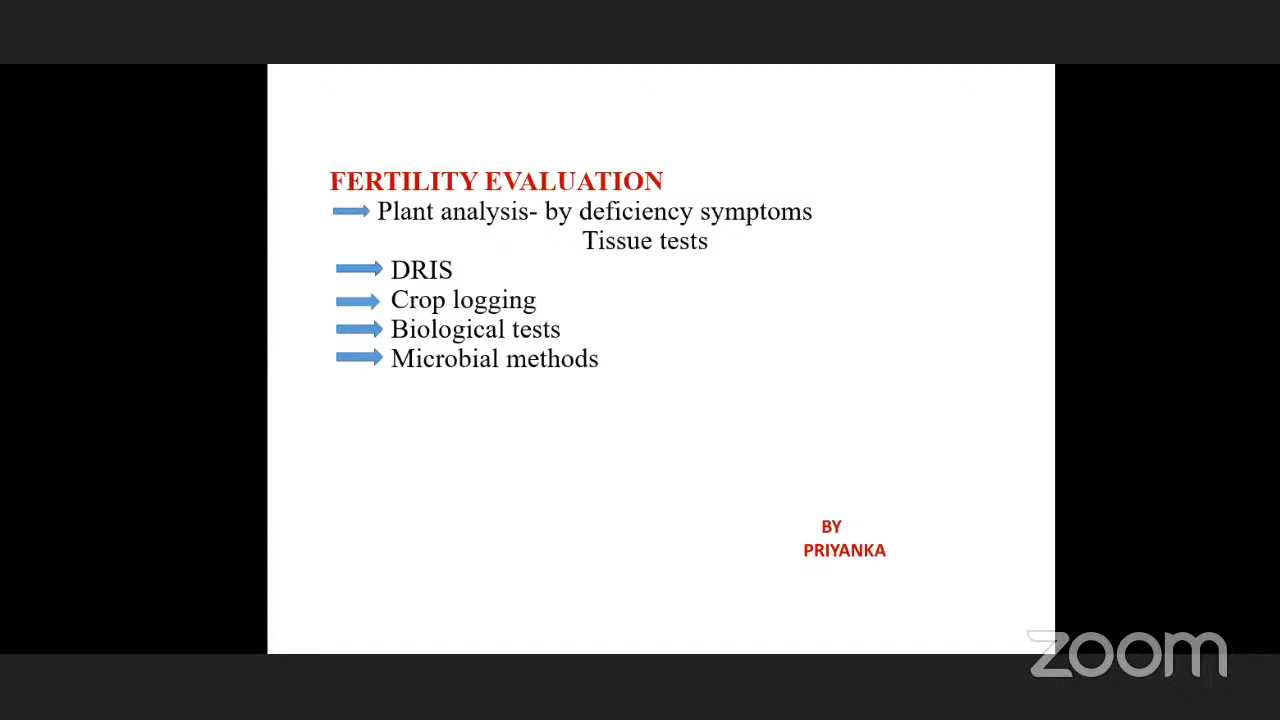 FERTILITY EVALUATION
Plant analysis- by deficiency symptoms
Tissue tests
DRIS
Crop logging
Biological tests
Microbial methods
BY
PRIYANKA
zoom